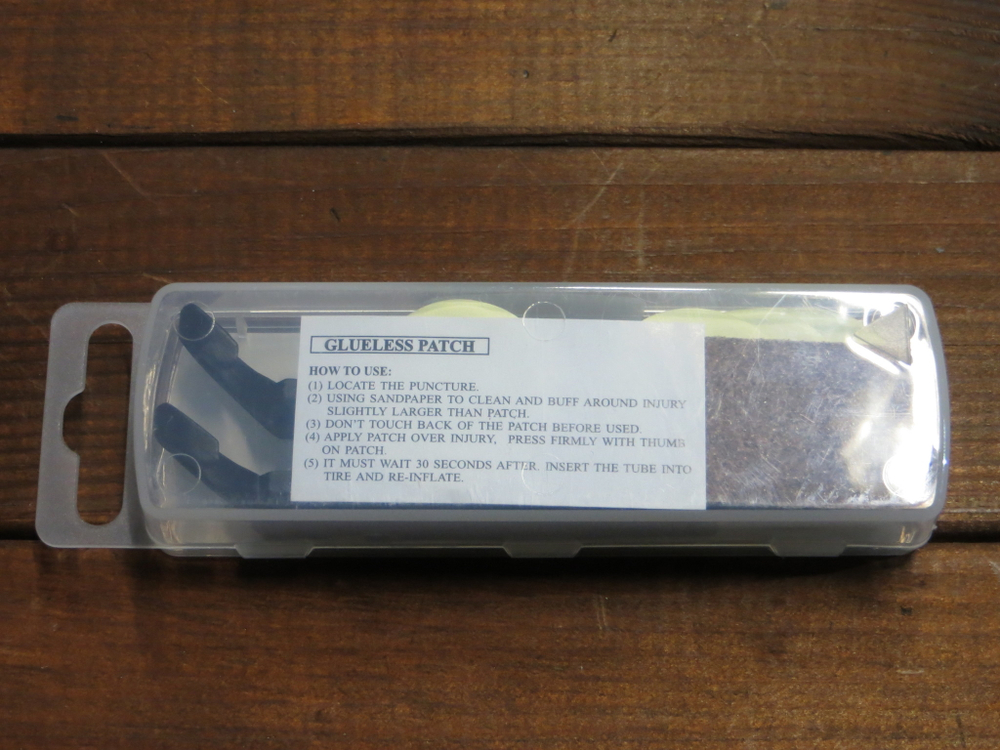 GLUELESS PATCH
HOW TO USE:
(1) LOCATE THE PUNCTURE.
(2) USING SANDPAPER TO CLEAN AND BUFF AROUND INJURY
SLIGHTLY LARGER THAN PATCH.
(3) DON'T TOUCH BACK OF THE PATCH BEFORE USED.
(4) APPLY PATCH OVER INJURY, PRESS FIRMLY WITH THUMB
ON PATCH.
(5) IT MUST WAIT 30 SECONDS AFTER. INSERT THE TUBE INTO
TIRE AND RE-INFLATE.